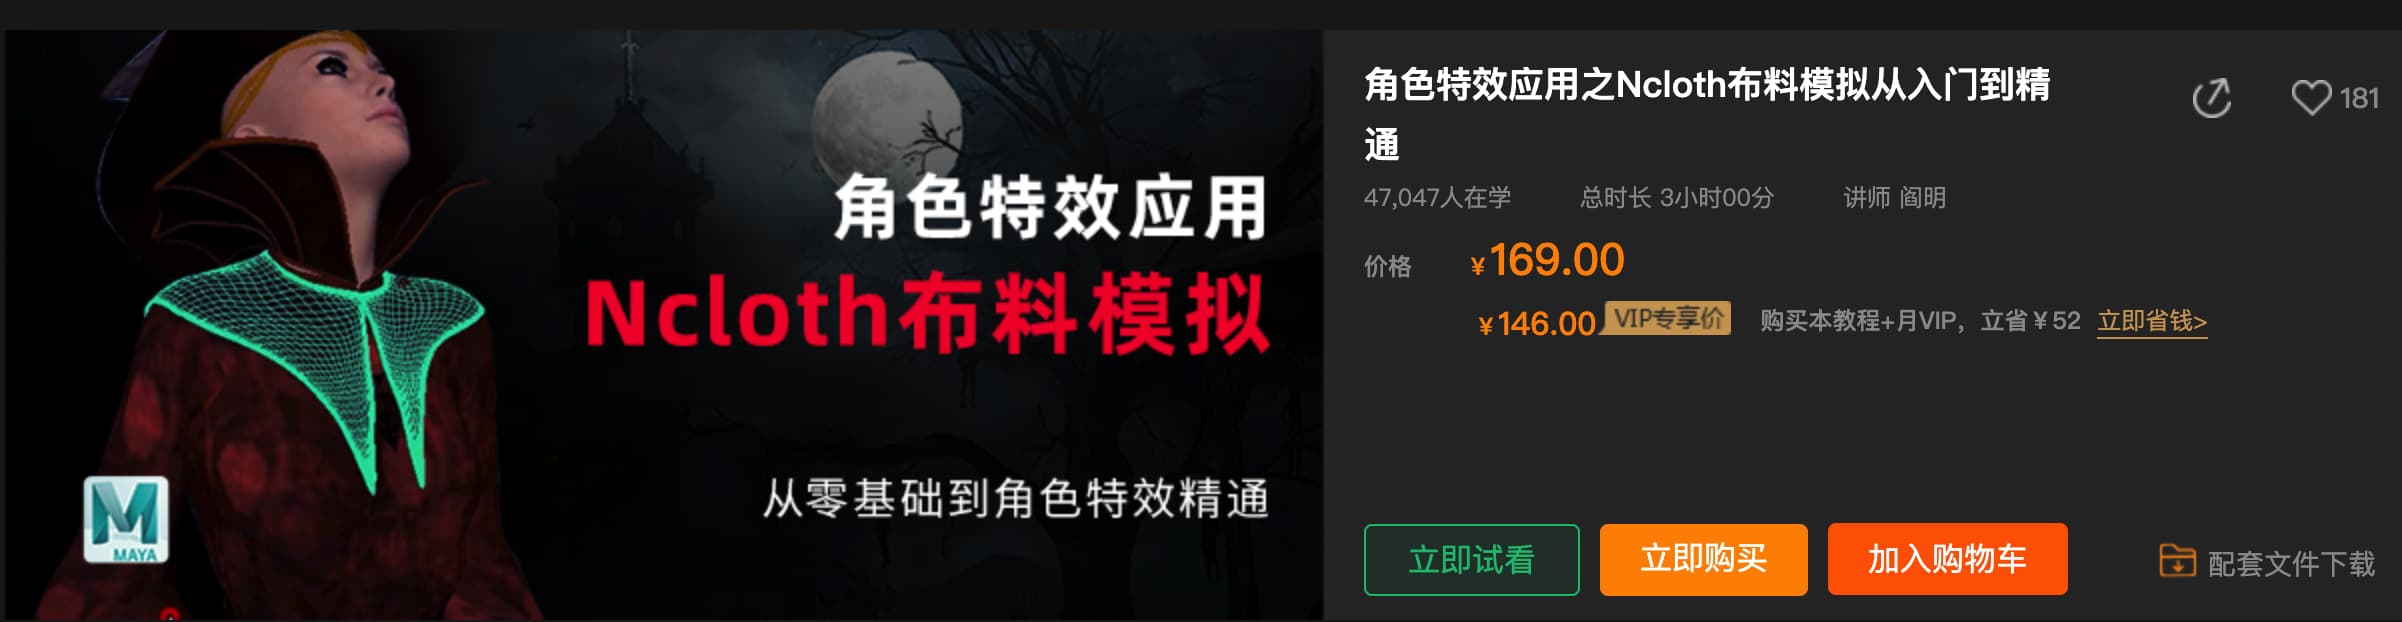 角色特效应用
Ncloth布料模拟
从零基础到角色特效精通
MAYA
角色特效应用之Ncloth布料模拟从入门到精
通
181
47,047人在学 总时长 3小时00分 讲师 阎明
价格 ¥169.00
¥146.00 VIP专享价 购买本教程+月VIP，立省¥52 立即省钱>
立即试看 立即购买 加入购物车 配套文件下载